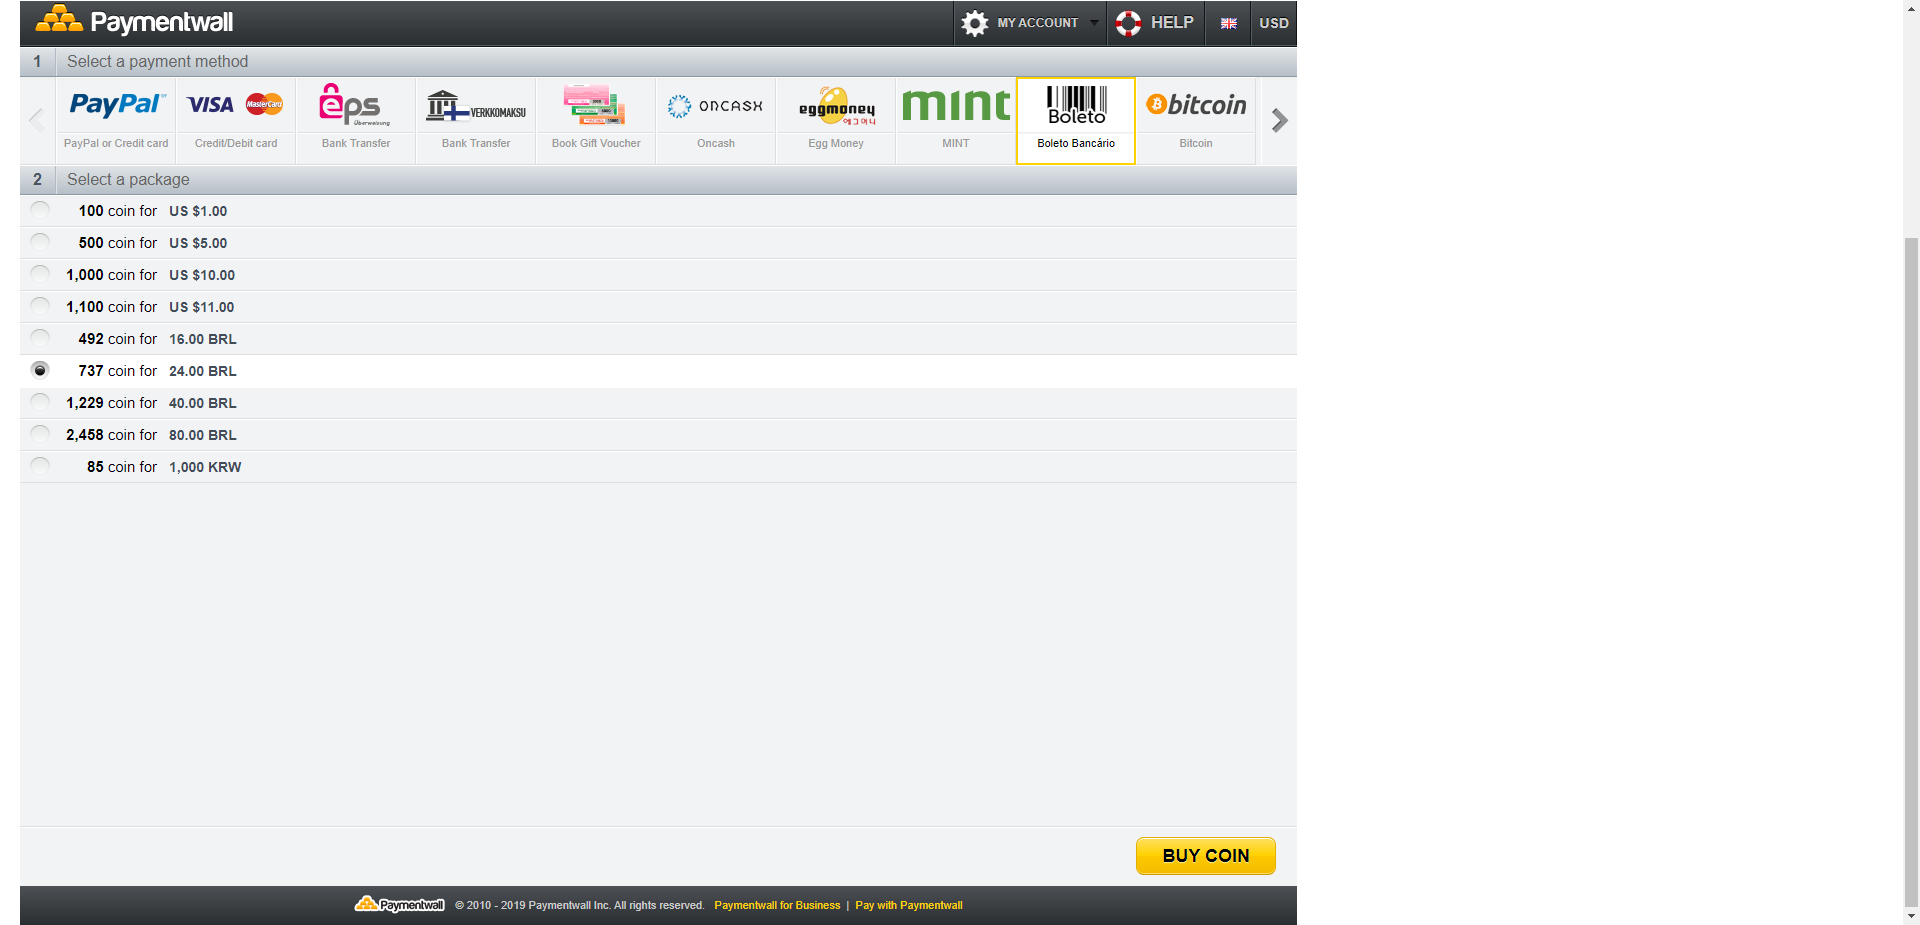 Paymentwall
MY ACCOUNT
HELP
USD
1 Select a payment method
PayPal
VISA MasterCard
eps Überweisung
VERKKOMAKSU
oncash
eggmoney 에그머니
mint
Boleto
bitcoin
PayPal or Credit card
Credit/Debit card
Bank Transfer
Bank Transfer
Book Gift Voucher
Oncash
Egg Money
MINT
Boleto Bancário
Bitcoin
2 Select a package
100 coin for US $1.00
500 coin for US $5.00
1,000 coin for US $10.00
1,100 coin for US $11.00
492 coin for 16.00 BRL
737 coin for 24.00 BRL
1,229 coin for 40.00 BRL
2,458 coin for 80.00 BRL
85 coin for 1,000 KRW
BUY COIN
Paymentwall © 2010 - 2019 Paymentwall Inc. All rights reserved. Paymentwall for Business | Pay with Paymentwall